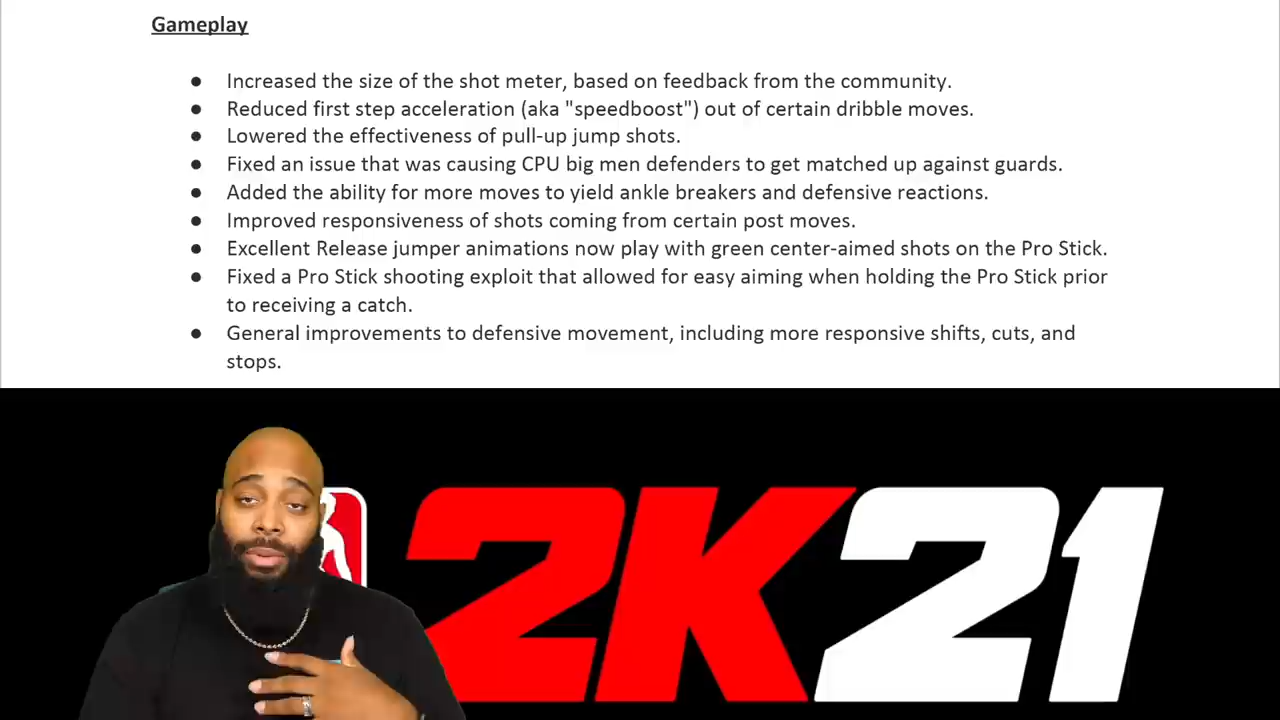 Gameplay
● Increased the size of the shot meter, based on feedback from the community.
● Reduced first step acceleration (aka "speedboost") out of certain dribble moves.
● Lowered the effectiveness of pull-up jump shots.
● Fixed an issue that was causing CPU big men defenders to get matched up against guards.
● Added the ability for more moves to yield ankle breakers and defensive reactions.
● Improved responsiveness of shots coming from certain post moves.
● Excellent Release jumper animations now play with green center-aimed shots on the Pro Stick.
● Fixed a Pro Stick shooting exploit that allowed for easy aiming when holding the Pro Stick prior
to receiving a catch.
● General improvements to defensive movement, including more responsive shifts, cuts, and
stops.
2K21